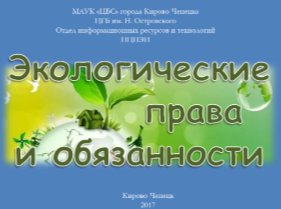 МАУК «ЦБС» города Кирово Чепецка
ЦГБ им. Н. Островского
Отдел информационных ресурсов и технологий
Экологические
права
и обязанности
Кирово Чепецк
2017